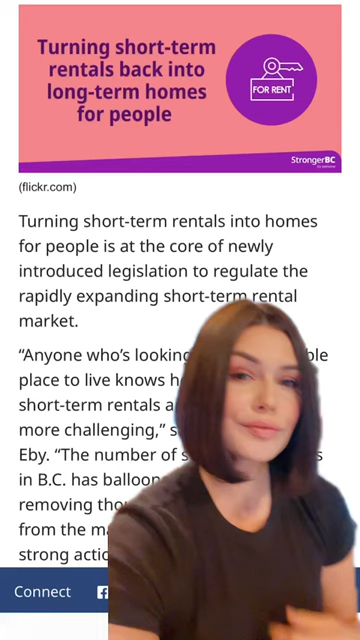 Turning short-term
rentals back into
long-term homes
for people
FOR RENT
StrongerBC
(flickr.com)
Turning short-term rentals into homes
for people is at the core of newly
introduced legislation to regulate the
rapidly expanding short-term rental
market.
“Anyone who’s looking
place to live knows
short-term rentals
more challenging,”
Eby. “The number of
in B.C. has
removing
from the
strong
Connect